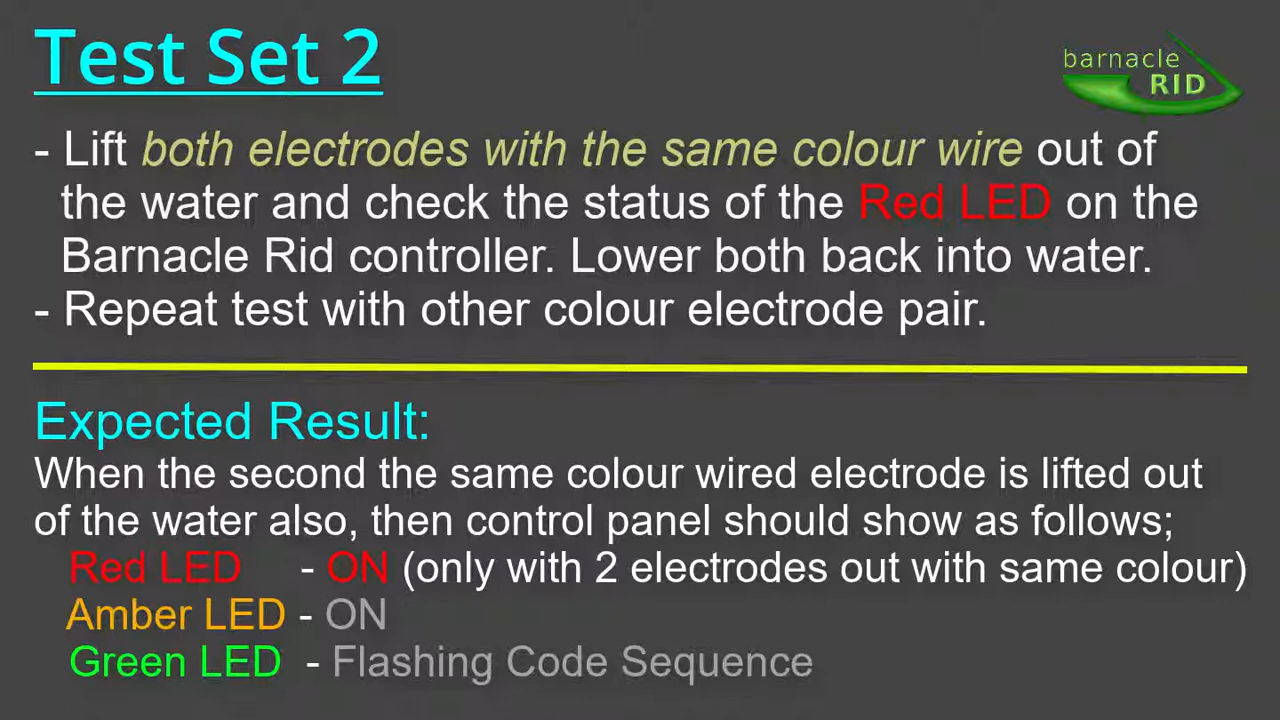 Test Set 2
barnacle
RID
- Lift both electrodes with the same colour wire out of
the water and check the status of the Red LED on the
Barnacle Rid controller. Lower both back into water.
- Repeat test with other colour electrode pair.
Expected Result:
When the second the same colour wired electrode is lifted out
of the water also, then control panel should show as follows;
Red LED - ON (only with 2 electrodes out with same colour)
Amber LED - ON
Green LED - Flashing Code Sequence